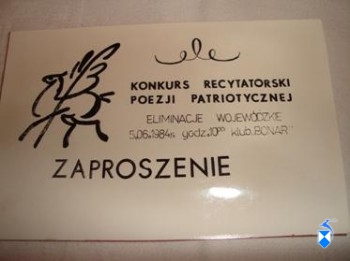 KONKURS RECYTATORSKI
POEZJI PATRIOTYCZNEJ
ELIMINACJE WOJEWÓDZKIE
5.06.1984r. godz. 10⁰⁰ klub „BONAR”
ZAPROSZENIE